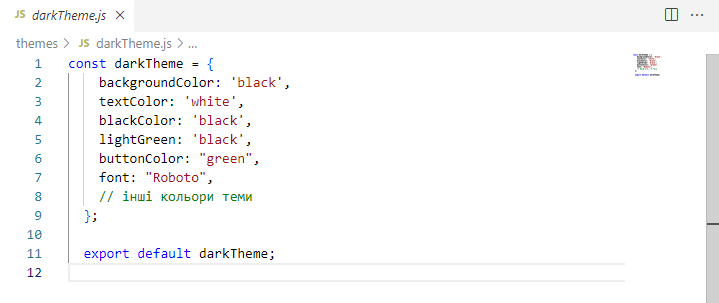 JS darkTheme.js ×
themes > JS darkTheme.js > ...
1 const darkTheme = {
2 backgroundColor: 'black',
3 textColor: 'white',
4 blackColor: 'black',
5 lightGreen: 'black',
6 buttonColor: "green",
7 font: "Roboto",
8 // інші кольори теми
9 };
10
11 export default darkTheme;
12